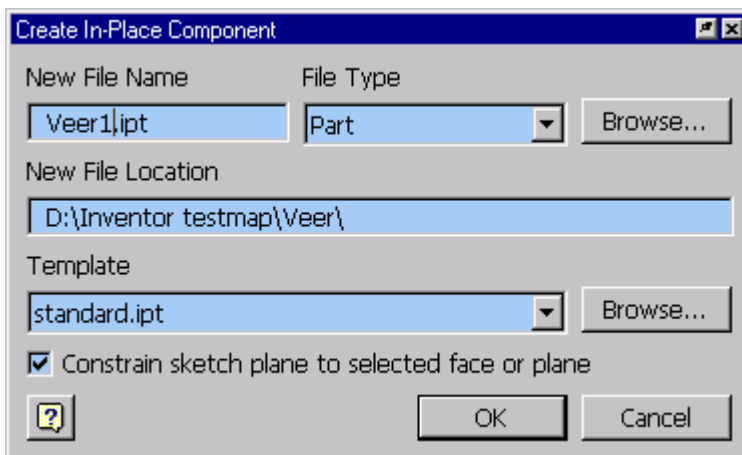 Create In-Place Component
New File Name File Type
Veer1.ipt Part Browse...
New File Location
D:\Inventor testmap\Veer\
Template
standard.ipt Browse...
Constrain sketch plane to selected face or plane
? OK Cancel